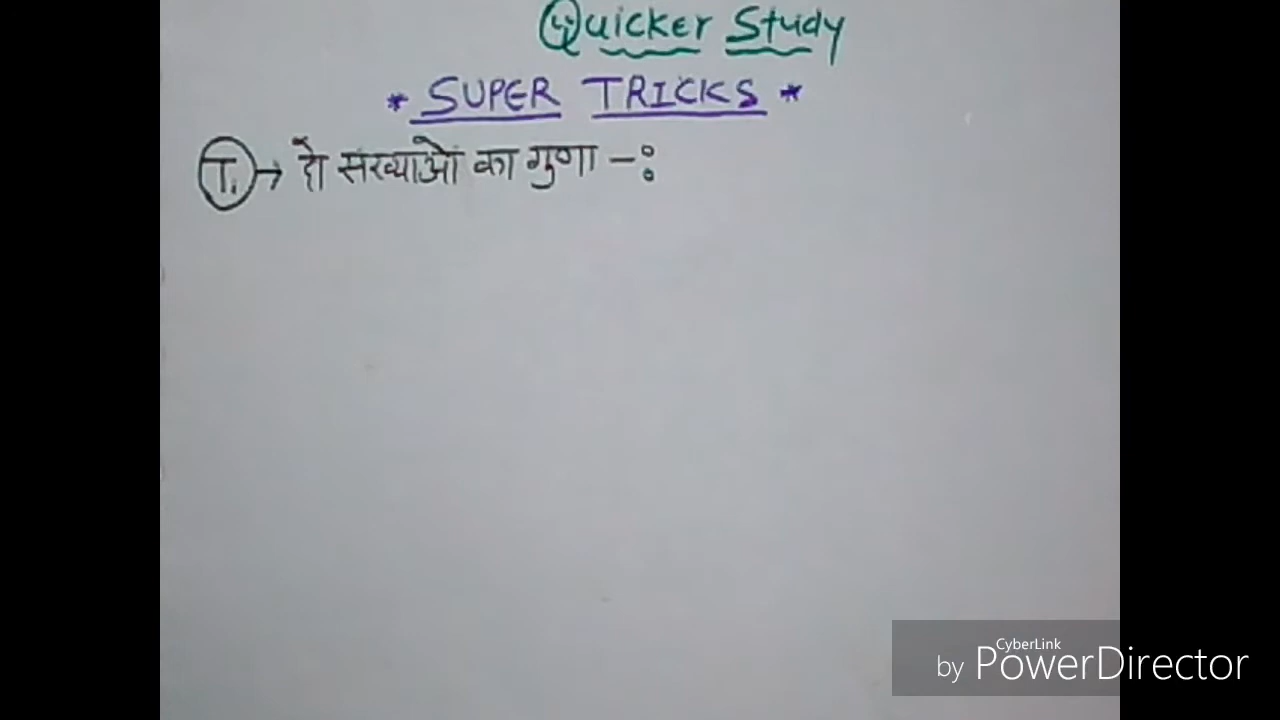 Quicker Study
* SUPER TRICKS *
T₁ → दो संख्याओ का गुणा -:
CyberLink
by PowerDirector